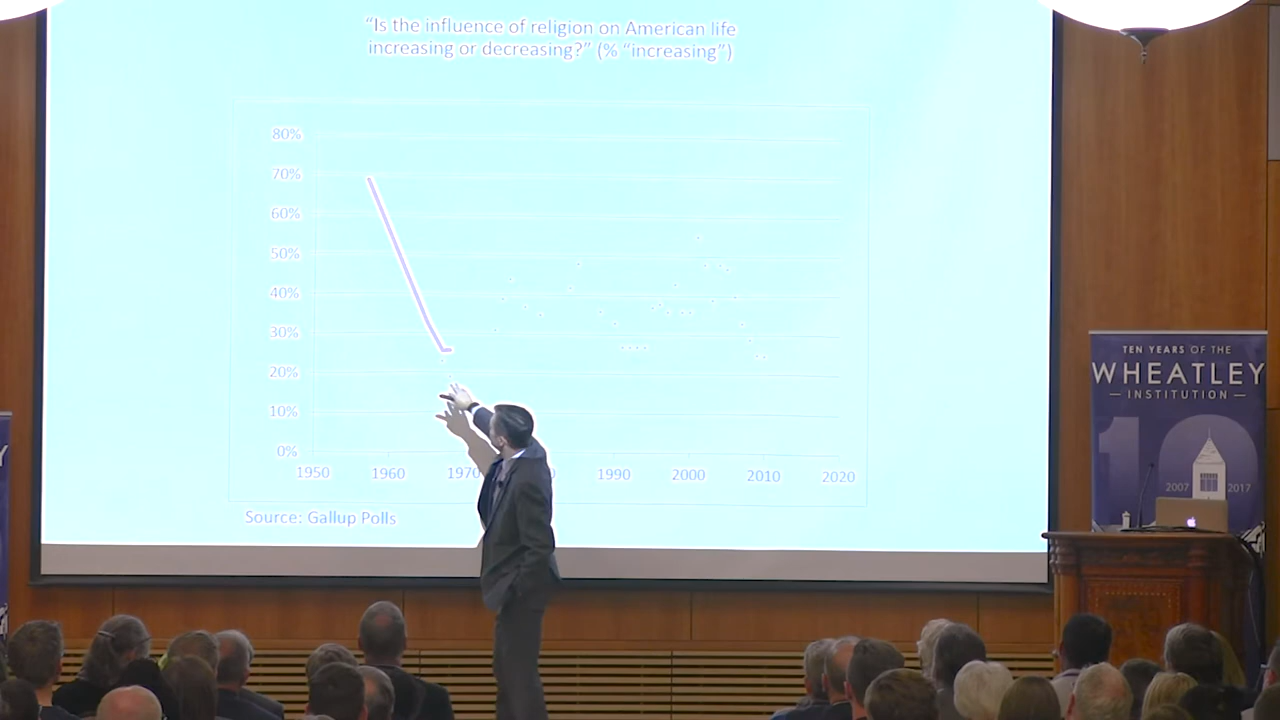 “Is the influence of religion on American life
increasing or decreasing?” (% “increasing”)
80%
70%
60%
50%
40%
30%
20%
10%
0%
1950 1960 1970 1990 2000 2010 2020
Source: Gallup Polls
TEN YEARS OF THE
WHEATLEY
— INSTITUTION —
10
2007 2017
Y